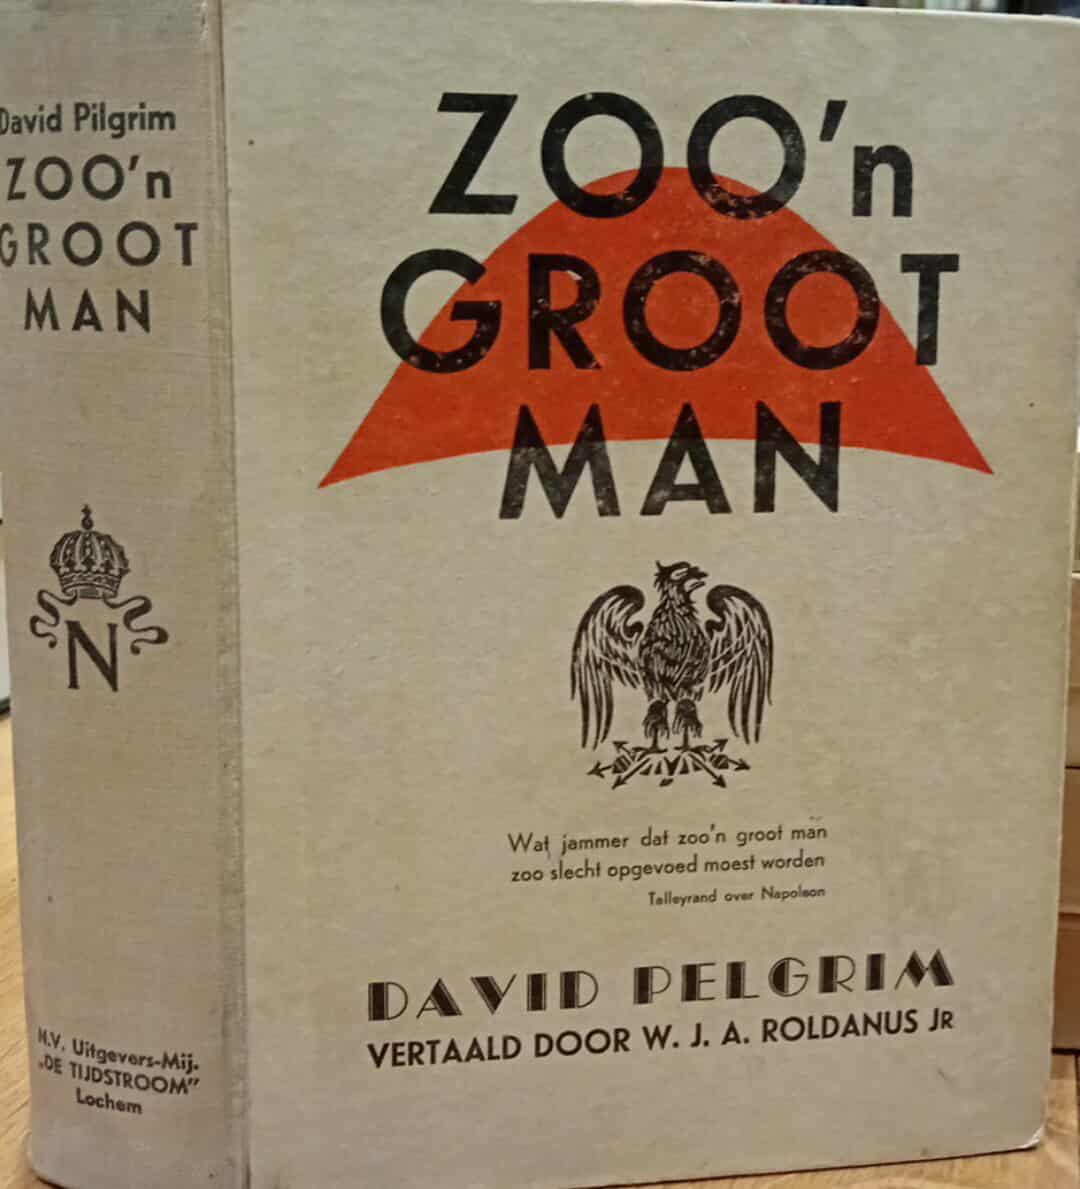 David Pilgrim
ZOO'n
GROOT
MAN
N
N.V. Uitgevers-Mij.
„DE TIJDSTROOM"
Lochem
ZOO'n
GROOT
MAN
Wat jammer dat zoo'n groot man
zoo slecht opgevoed moest worden
Talleyrand over Napoleon
DAVID PELGRIM
VERTAALD DOOR W. J. A. ROLDANUS JR